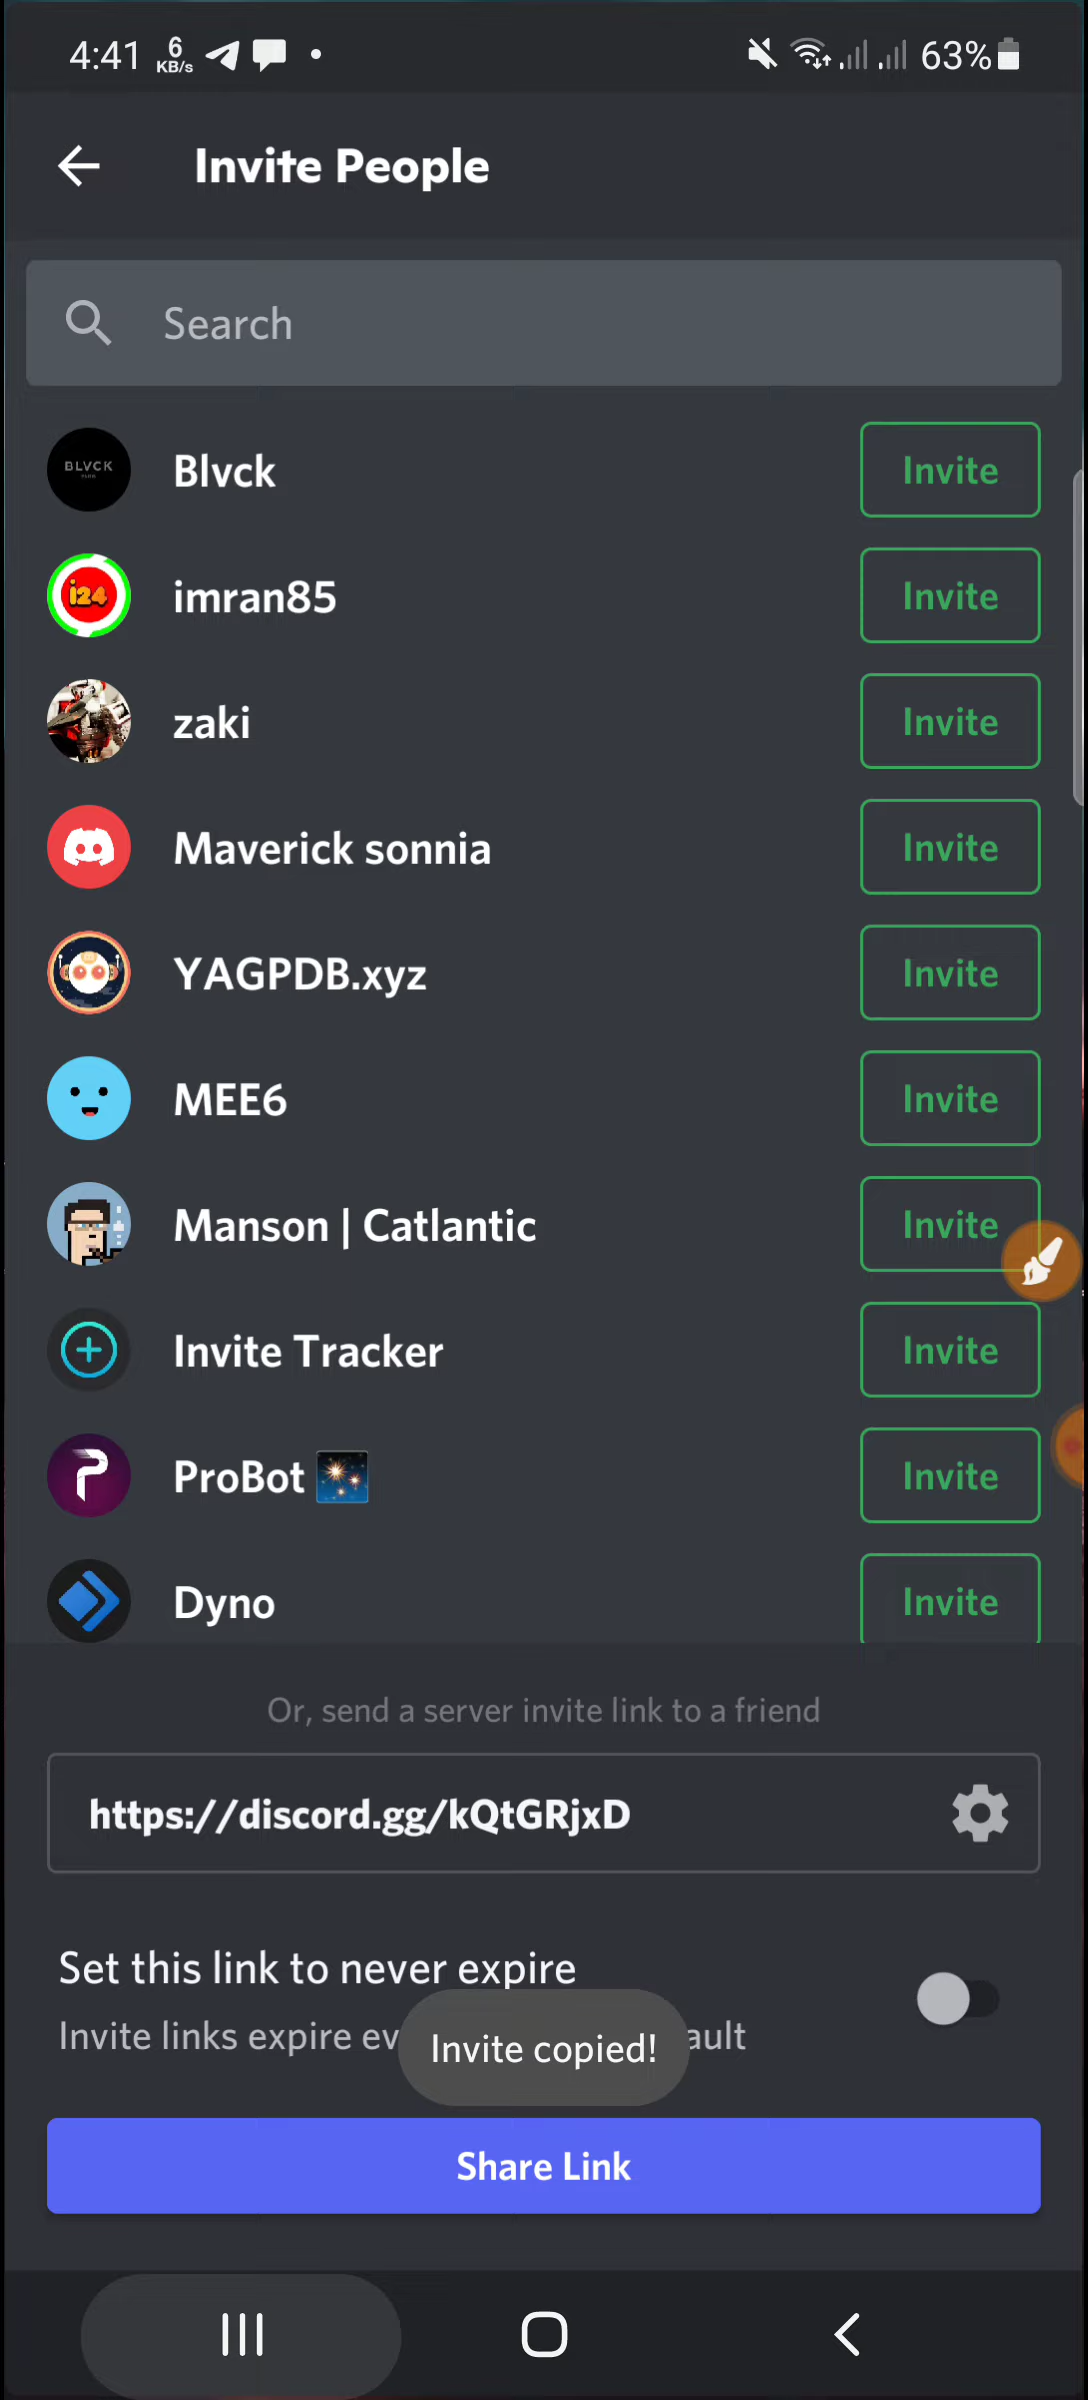 4:41 6 KB/s 63%
Invite People
Search
BLVCK
Blvck Invite
i24
imran85 Invite
zaki Invite
Maverick sonnia Invite
YAGPDB.xyz Invite
MEE6 Invite
Manson | Catlantic Invite
Invite Tracker Invite
ProBot Invite
Dyno Invite
Or, send a server invite link to a friend
https://discord.gg/kQtGRjxD
Set this link to never expire
Invite links expire ev ault
Invite copied!
Share Link